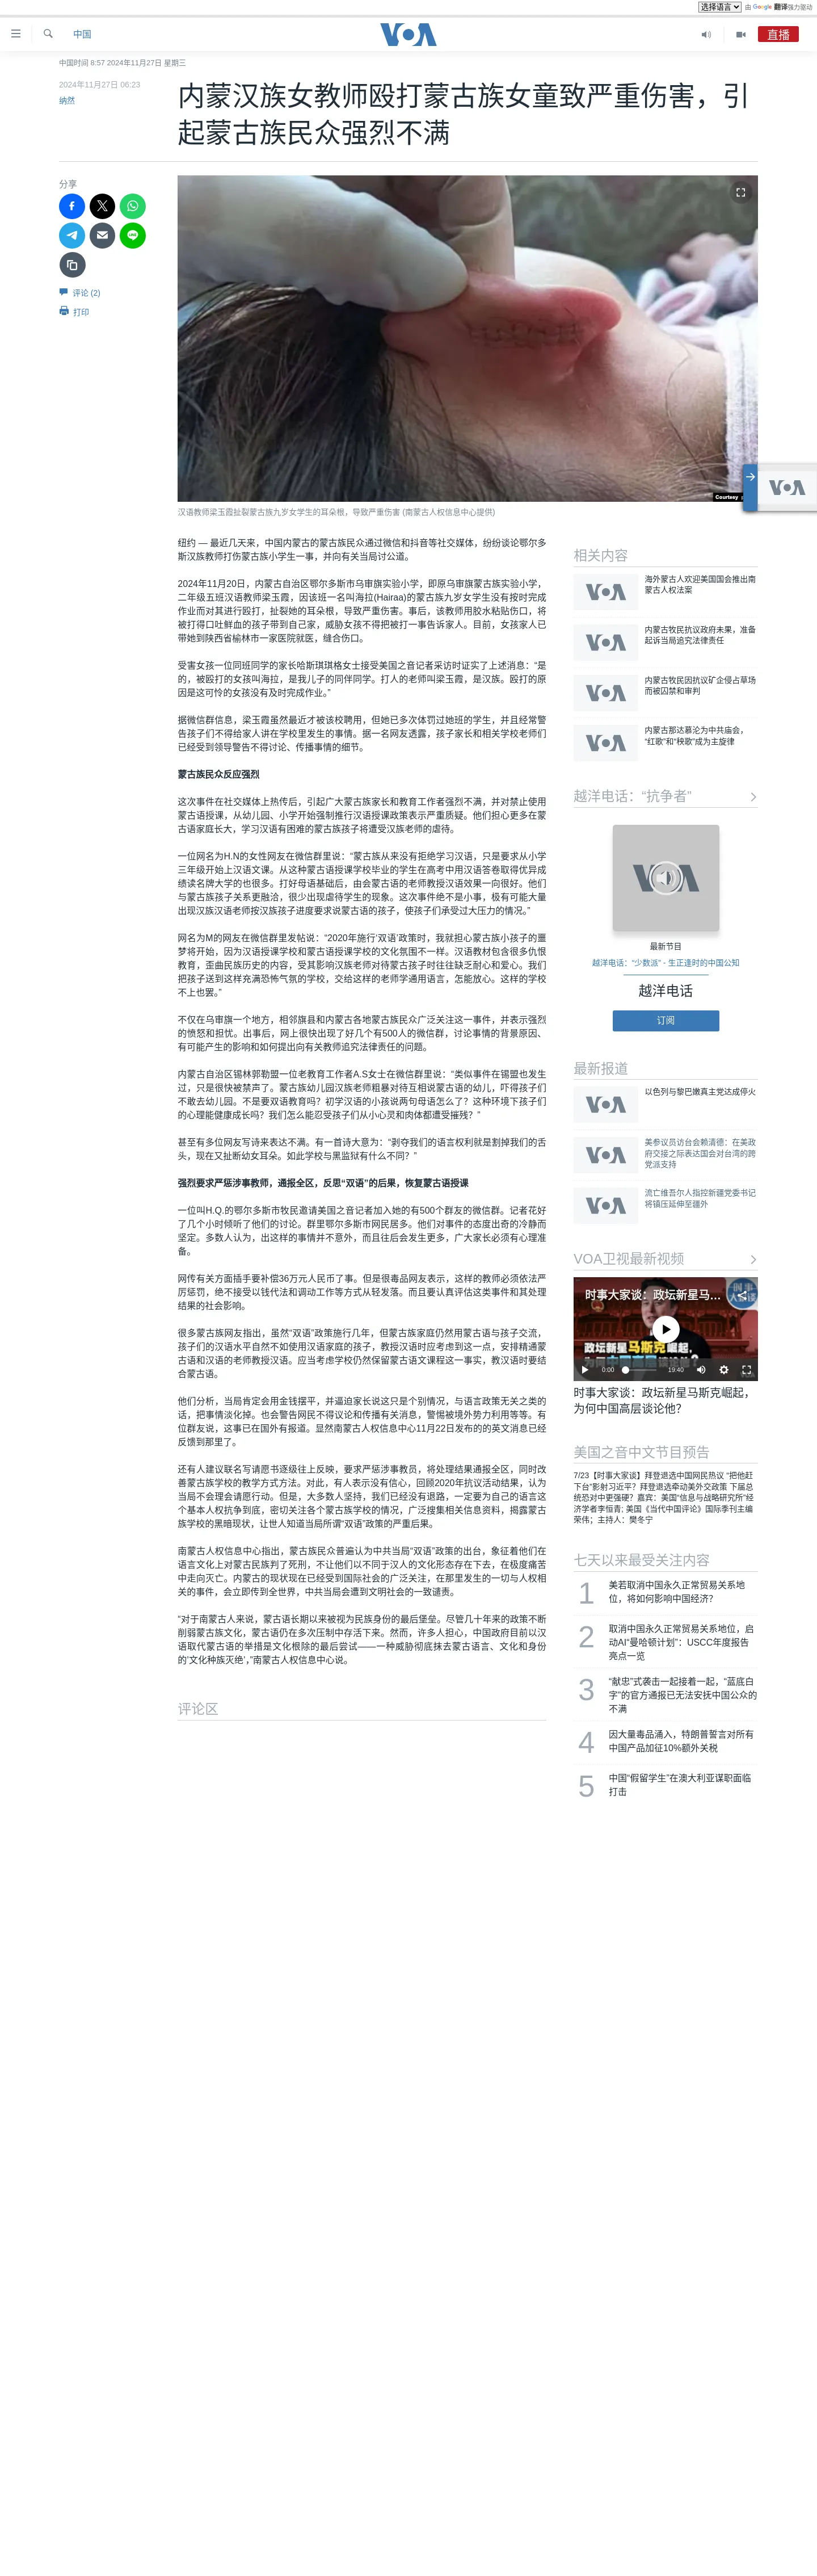 选择语言
由 Google 翻译强力驱动
中国
VOA
直播
中国时间 8:57 2024年11月27日 星期三
2024年11月27日 06:23
纳然
内蒙汉族女教师殴打蒙古族女童致严重伤害，引
起蒙古族民众强烈不满
分享
评论 (2)
打印
Courtesy
汉语教师梁玉霞扯裂蒙古族九岁女学生的耳朵根，导致严重伤害 (南蒙古人权信息中心提供)
纽约 — 最近几天来，中国内蒙古的蒙古族民众通过微信和抖音等社交媒体，纷纷谈论鄂尔多
斯汉族教师打伤蒙古族小学生一事，并向有关当局讨公道。
2024年11月20日，内蒙古自治区鄂尔多斯市乌审旗实验小学，即原乌审旗蒙古族实验小学，
二年级五班汉语教师梁玉霞，因该班一名叫海拉(Hairaa)的蒙古族九岁女学生没有按时完成
作业而对其进行殴打，扯裂她的耳朵根，导致严重伤害。事后，该教师用胶水粘贴伤口，将
被打得口吐鲜血的孩子带到自己家，威胁女孩不得把被打一事告诉家人。目前，女孩家人已
带她到陕西省榆林市一家医院就医，缝合伤口。
受害女孩一位同班同学的家长哈斯琪琪格女士接受美国之音记者采访时证实了上述消息：“是
的，被殴打的女孩叫海拉，是我儿子的同伴同学。打人的老师叫梁玉霞，是汉族。殴打的原
因是这可怜的女孩没有及时完成作业。”
据微信群信息，梁玉霞虽然最近才被该校聘用，但她已多次体罚过她班的学生，并且经常警
告孩子们不得给家人讲在学校里发生的事情。据一名网友透露，孩子家长和相关学校老师们
已经受到领导警告不得讨论、传播事情的细节。
蒙古族民众反应强烈
这次事件在社交媒体上热传后，引起广大蒙古族家长和教育工作者强烈不满，并对禁止使用
蒙古语授课，从幼儿园、小学开始强制推行汉语授课政策表示严重质疑。他们担心更多在蒙
古语家庭长大，学习汉语有困难的蒙古族孩子将遭受汉族老师的虐待。
一位网名为H.N的女性网友在微信群里说：“蒙古族从来没有拒绝学习汉语，只是要求从小学
三年级开始上汉语文课。从这种蒙古语授课学校毕业的学生在高考中用汉语答卷取得优异成
绩读名牌大学的也很多。打好母语基础后，由会蒙古语的老师教授汉语效果一向很好。他们
与蒙古族孩子关系更融洽，很少出现虐待学生的现象。这次事件绝不是小事，极有可能大量
出现汉族汉语老师按汉族孩子进度要求说蒙古语的孩子，使孩子们承受过大压力的情况。”
网名为M的网友在微信群里发帖说：“2020年施行‘双语’政策时，我就担心蒙古族小孩子的噩
梦将开始，因为汉语授课学校和蒙古语授课学校的文化氛围不一样。汉语教材包含很多仇恨
教育，歪曲民族历史的内容，受其影响汉族老师对待蒙古孩子时往往缺乏耐心和爱心。我们
把孩子送到这样充满恐怖气氛的学校，交给这样的老师学通用语言，怎能放心。这样的学校
不上也罢。”
不仅在乌审旗一个地方，相邻旗县和内蒙古各地蒙古族民众广泛关注这一事件，并表示强烈
的愤怒和担忧。出事后，网上很快出现了好几个有500人的微信群，讨论事情的背景原因、
有可能产生的影响和如何提出向有关教师追究法律责任的问题。
内蒙古自治区锡林郭勒盟一位老教育工作者A.S女士在微信群里说：“类似事件在锡盟也发生
过，只是很快被禁声了。蒙古族幼儿园汉族老师粗暴对待互相说蒙古语的幼儿，吓得孩子们
不敢去幼儿园。不是要双语教育吗？初学汉语的小孩说两句母语怎么了？这种环境下孩子们
的心理能健康成长吗？我们怎么能忍受孩子们从小心灵和肉体都遭受摧残？”
甚至有多位网友写诗来表达不满。有一首诗大意为：“剥夺我们的语言权利就是割掉我们的舌
头，现在又扯断幼女耳朵。如此学校与黑监狱有什么不同？”
强烈要求严惩涉事教师，通报全区，反思“双语”的后果，恢复蒙古语授课
一位叫H.Q.的鄂尔多斯市牧民邀请美国之音记者加入她的有500个群友的微信群。记者花好
了几个小时倾听了他们的讨论。群里鄂尔多斯市网民居多。他们对事件的态度出奇的冷静而
坚定。多数人认为，出这样的事情并不意外，而且往后会发生更多，广大家长必须有心理准
备。
网传有关方面插手要补偿36万元人民币了事。但是很毒品网友表示，这样的教师必须依法严
厉惩罚，绝不接受以钱代法和调动工作等方式从轻发落。而且要认真评估这类事件和其处理
结果的社会影响。
很多蒙古族网友指出，虽然“双语”政策施行几年，但蒙古族家庭仍然用蒙古语与孩子交流，
孩子们的汉语水平自然不如使用汉语家庭的孩子，教授汉语时应考虑到这一点，安排精通蒙
古语和汉语的老师教授汉语。应当考虑学校仍然保留蒙古语文课程这一事实，教汉语时要结
合蒙古语。
他们分析，当局肯定会用金钱摆平，并逼迫家长说这只是个别情况，与语言政策无关之类的
话，把事情淡化掉。也会警告网民不得议论和传播有关消息，警惕被境外势力利用等等。有
位群友说，这事已在国外有报道。显然南蒙古人权信息中心11月22日发布的的英文消息已经
反馈到那里了。
还有人建议联名写请愿书逐级往上反映，要求严惩涉事教员，将处理结果通报全区，同时改
善蒙古族学校的教学方式方法。对此，有人表示没有信心，回顾2020年抗议活动结果，认为
当局不会理会请愿行动。但是，大多数人坚持，我们已经没有退路，一定要为自己的语言这
个基本人权抗争到底，密切关注各个蒙古族学校的情况，广泛搜集相关信息资料，揭露蒙古
族学校的黑暗现状，让世人知道当局所谓“双语”政策的严重后果。
南蒙古人权信息中心指出，蒙古族民众普遍认为中共当局“双语”政策的出台，象征着他们在
语言文化上对蒙古民族判了死刑，不让他们以不同于汉人的文化形态存在下去，在极度痛苦
中走向灭亡。内蒙古的现状现在已经受到国际社会的广泛关注，在那里发生的一切与人权相
关的事件，会立即传到全世界，中共当局会遭到文明社会的一致谴责。
“对于南蒙古人来说，蒙古语长期以来被视为民族身份的最后堡垒。尽管几十年来的政策不断
削弱蒙古族文化，蒙古语仍在多次压制中存活下来。然而，许多人担心，中国政府目前以汉
语取代蒙古语的举措是文化根除的最后尝试——一种威胁彻底抹去蒙古语言、文化和身份
的‘文化种族灭绝’，”南蒙古人权信息中心说。
评论区
VOA
相关内容
VOA
海外蒙古人欢迎美国国会推出南
蒙古人权法案
VOA
内蒙古牧民抗议政府未果，准备
起诉当局追究法律责任
VOA
内蒙古牧民因抗议矿企侵占草场
而被囚禁和审判
VOA
内蒙古那达慕沦为中共庙会，
“红歌”和“秧歌”成为主旋律
越洋电话：“抗争者”
VOA
最新节目
越洋电话：“少数派” - 生正逢时的中国公知
越洋电话
订阅
最新报道
VOA
以色列与黎巴嫩真主党达成停火
VOA
美参议员访台会赖清德：在美政
府交接之际表达国会对台湾的跨
党派支持
VOA
流亡维吾尔人指控新疆党委书记
将镇压延伸至疆外
VOA卫视最新视频
时事大家谈：政坛新星马…
时事
政坛新星马斯克崛起，
0:00
19:40
时事大家谈：政坛新星马斯克崛起，
为何中国高层谈论他？
美国之音中文节目预告
7/23【时事大家谈】拜登退选中国网民热议 “把他赶
下台”影射习近平？拜登退选牵动美外交政策 下届总
统恐对中更强硬？嘉宾：美国“信息与战略研究所”经
济学者李恒青; 美国《当代中国评论》国际季刊主编
荣伟；主持人：樊冬宁
七天以来最受关注内容
1
美若取消中国永久正常贸易关系地
位，将如何影响中国经济？
2
取消中国永久正常贸易关系地位，启
动AI“曼哈顿计划”：USCC年度报告
亮点一览
3
“献忠”式袭击一起接着一起，“蓝底白
字”的官方通报已无法安抚中国公众的
不满
4
因大量毒品涌入，特朗普誓言对所有
中国产品加征10%额外关税
5
中国“假留学生”在澳大利亚谋职面临
打击